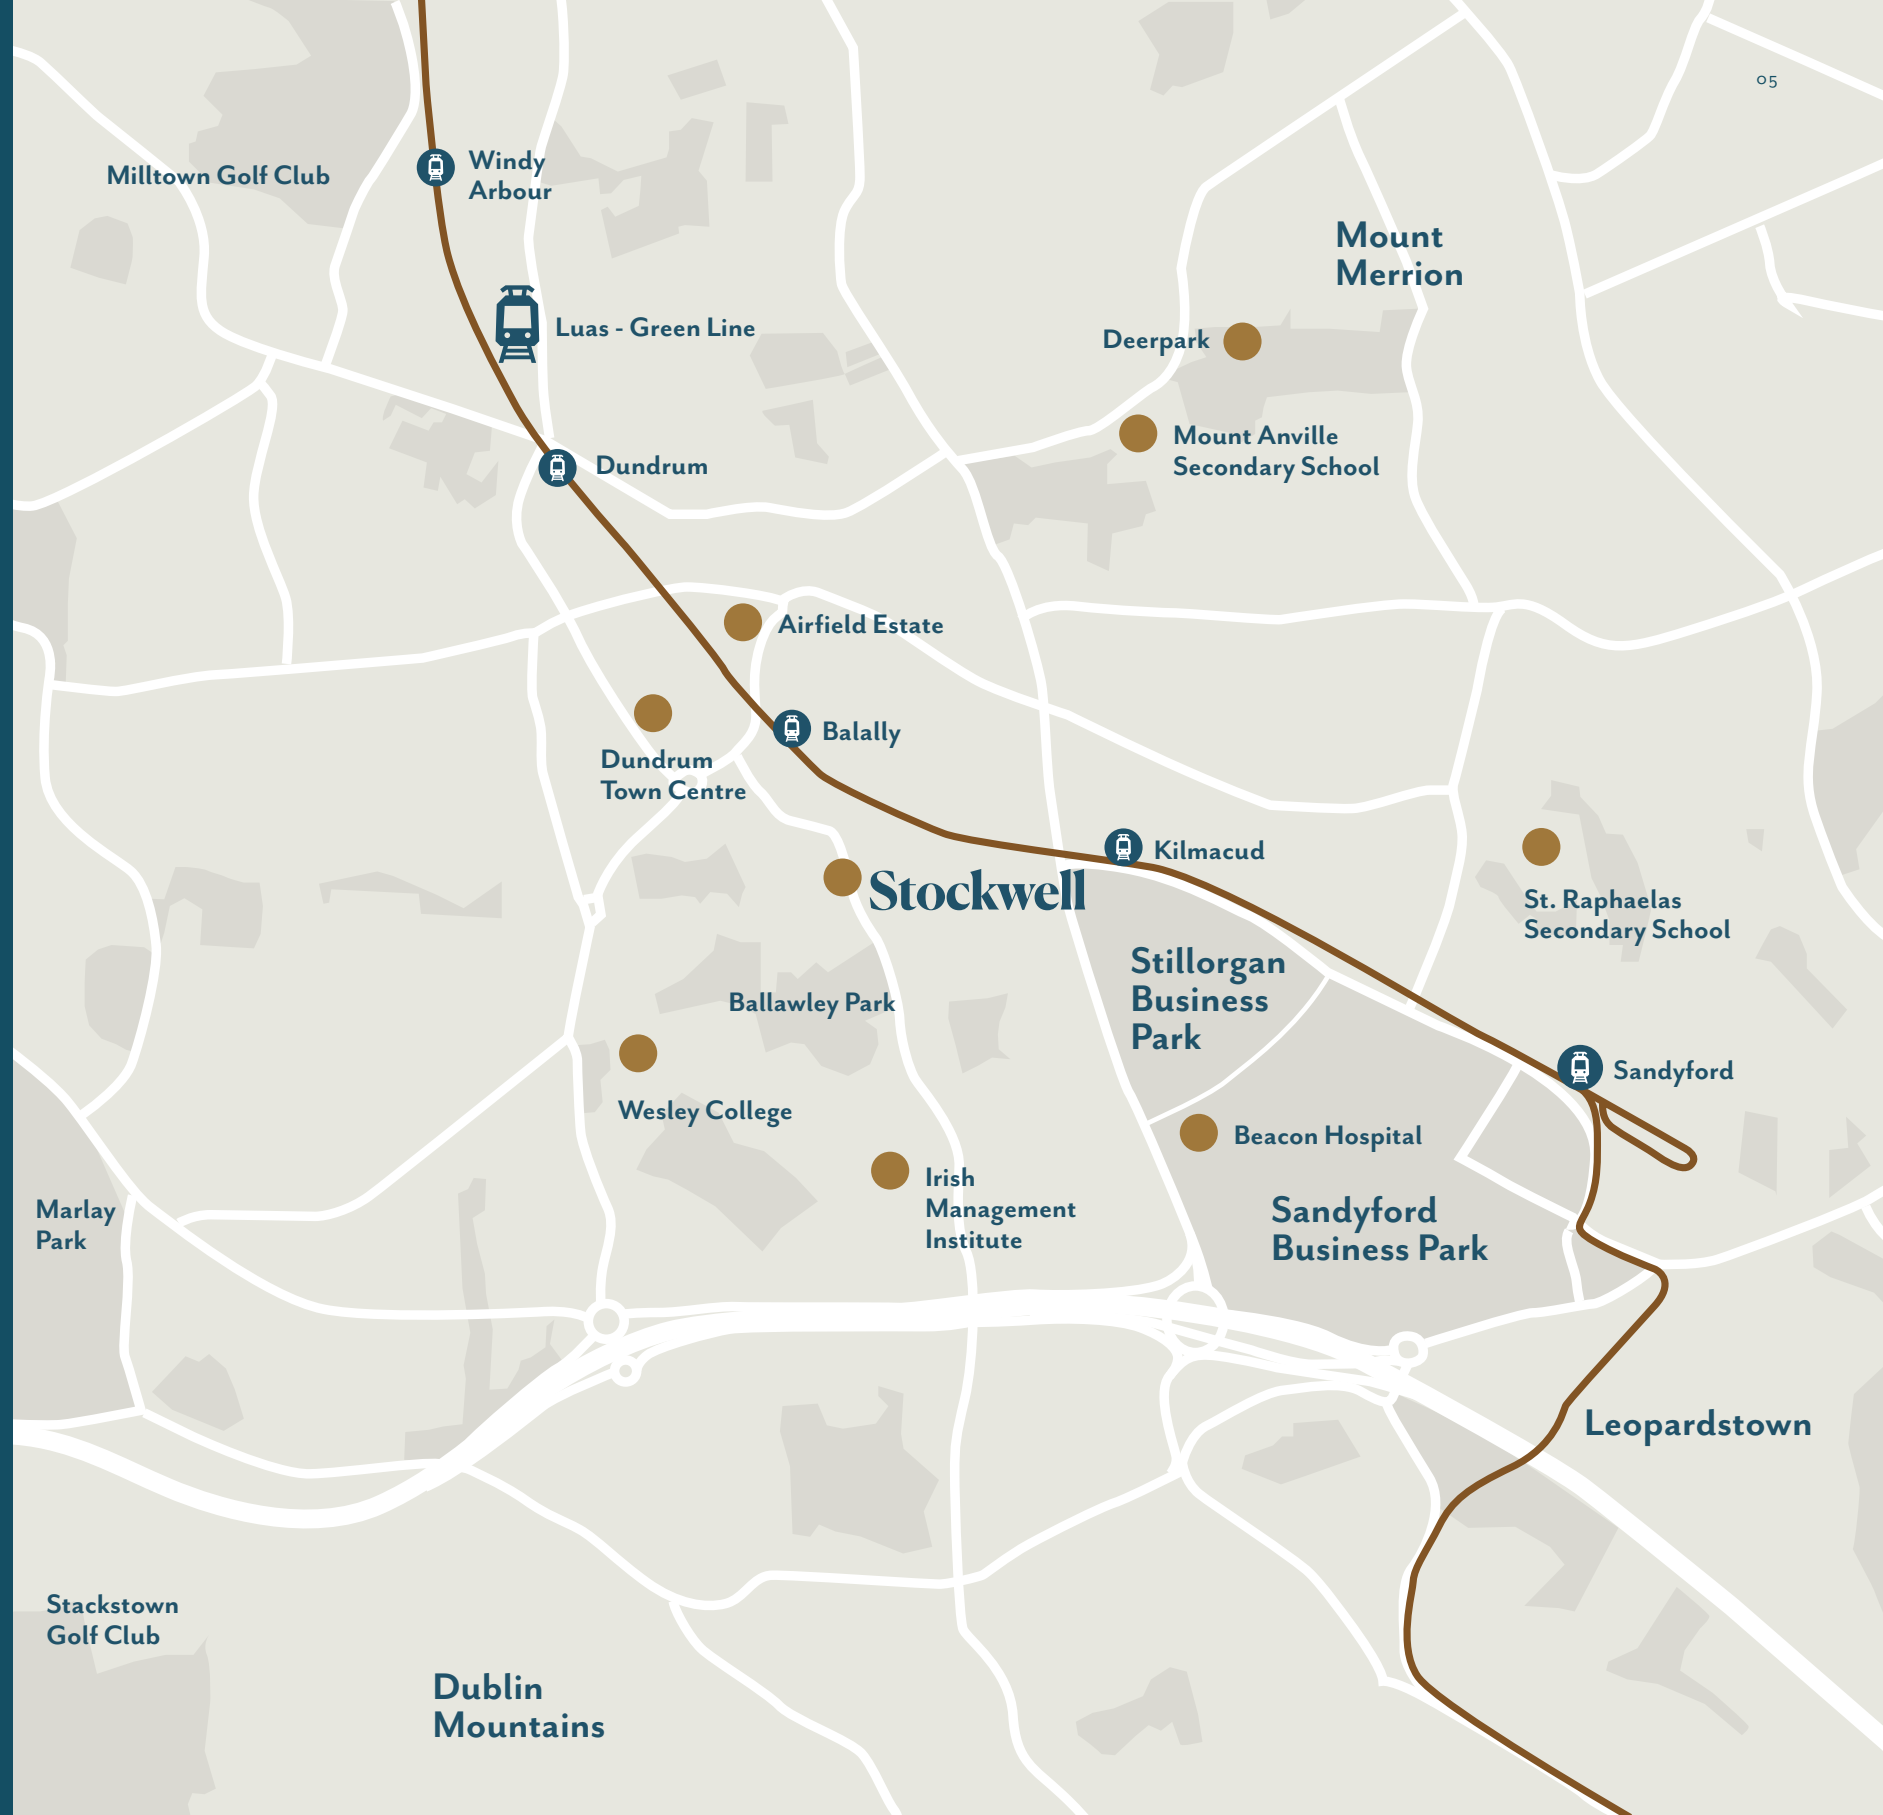 05
Windy
Arbour
Milltown Golf Club
Mount
Merrion
Luas - Green Line
Deerpark
Mount Anville
Secondary School
Dundrum
Airfield Estate
Balally
Dundrum
Town Centre
Kilmacud
Stockwell
St. Raphaelas
Secondary School
Stillorgan
Business
Park
Ballawley Park
Sandyford
Wesley College
Beacon Hospital
Irish
Management
Institute
Marlay
Park
Sandyford
Business Park
Leopardstown
Stackstown
Golf Club
Dublin
Mountains